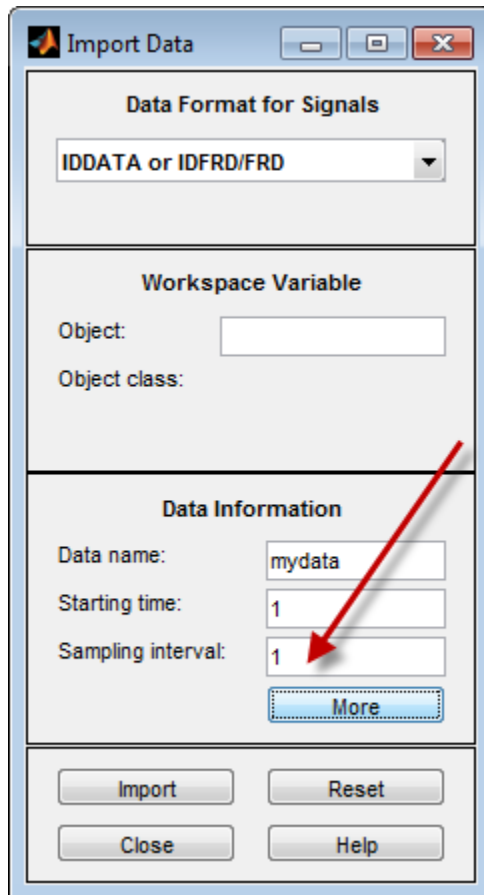 Import Data
Data Format for Signals
IDDATA or IDFRD/FRD
Workspace Variable
Object:
Object class:
Data Information
Data name: mydata
Starting time: 1
Sampling interval: 1
More
Import Reset
Close Help